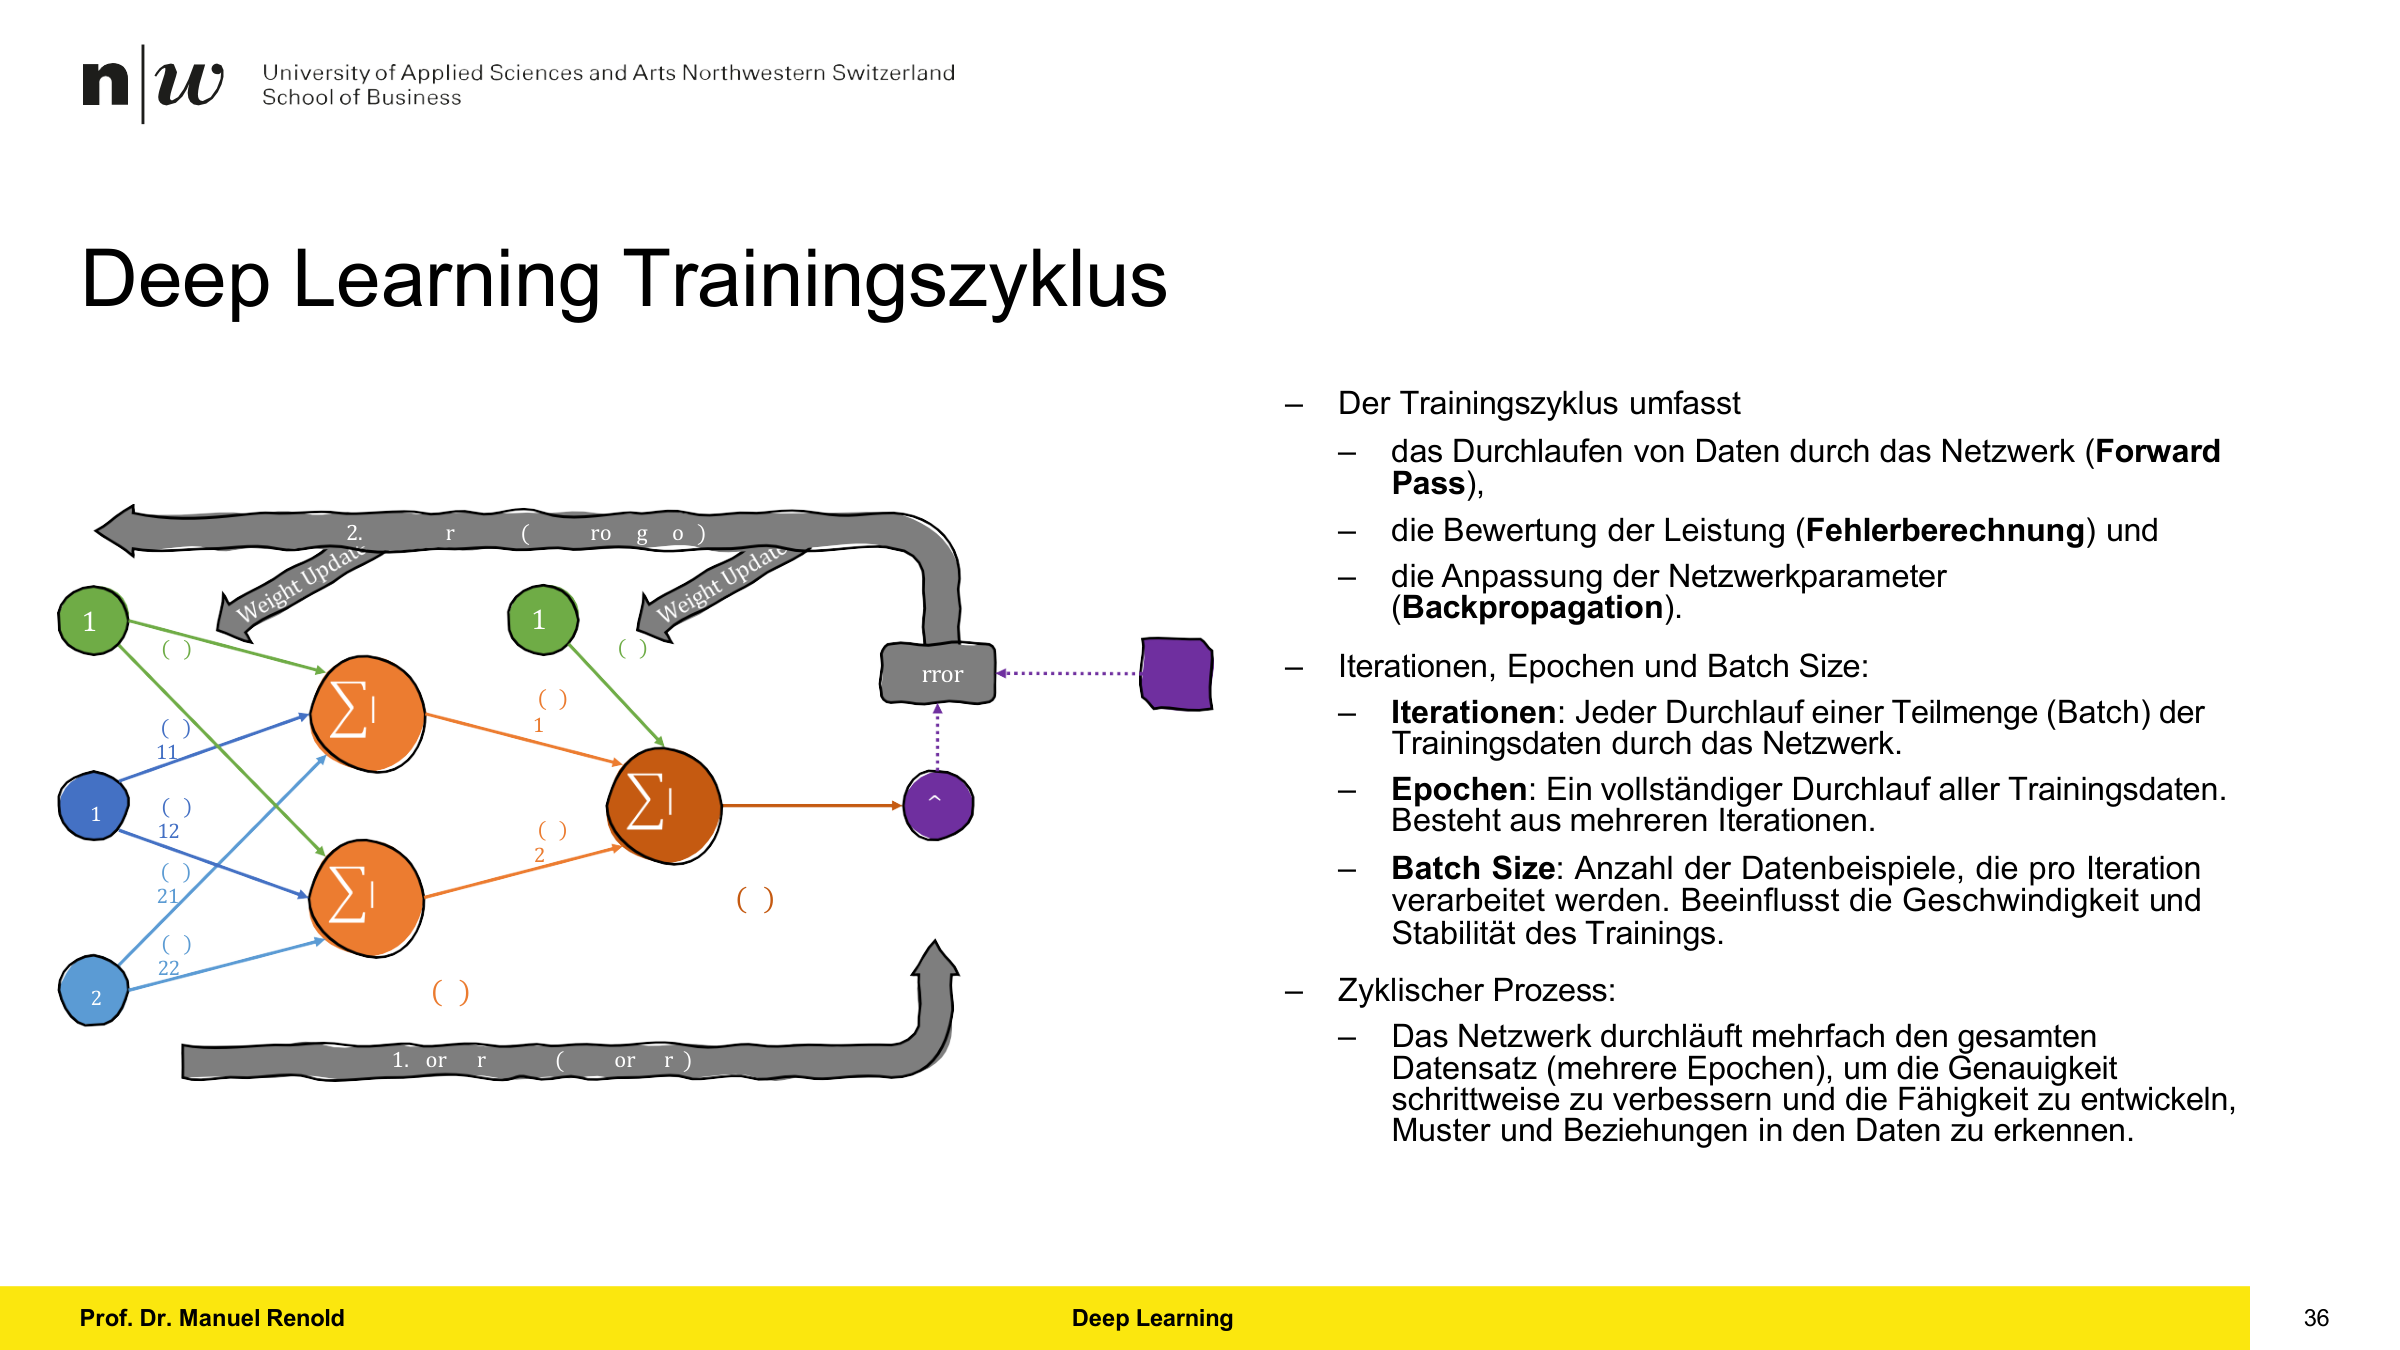 n|w University of Applied Sciences and Arts Northwestern Switzerland
School of Business
Deep Learning Trainingszyklus
2. r ( ro g o )
Weight Update
Weight Update
1
1
( )
( )
rror
( )
1
( )
11
1
( )
12
^
( )
2
( )
21
( )
( )
22
2
( )
1. or r ( or r )
– Der Trainingszyklus umfasst
– das Durchlaufen von Daten durch das Netzwerk (Forward
Pass),
– die Bewertung der Leistung (Fehlerberechnung) und
– die Anpassung der Netzwerkparameter
(Backpropagation).
– Iterationen, Epochen und Batch Size:
– Iterationen: Jeder Durchlauf einer Teilmenge (Batch) der
Trainingsdaten durch das Netzwerk.
– Epochen: Ein vollständiger Durchlauf aller Trainingsdaten.
Besteht aus mehreren Iterationen.
– Batch Size: Anzahl der Datenbeispiele, die pro Iteration
verarbeitet werden. Beeinflusst die Geschwindigkeit und
Stabilität des Trainings.
– Zyklischer Prozess:
– Das Netzwerk durchläuft mehrfach den gesamten
Datensatz (mehrere Epochen), um die Genauigkeit
schrittweise zu verbessern und die Fähigkeit zu entwickeln,
Muster und Beziehungen in den Daten zu erkennen.
Prof. Dr. Manuel Renold
Deep Learning
36